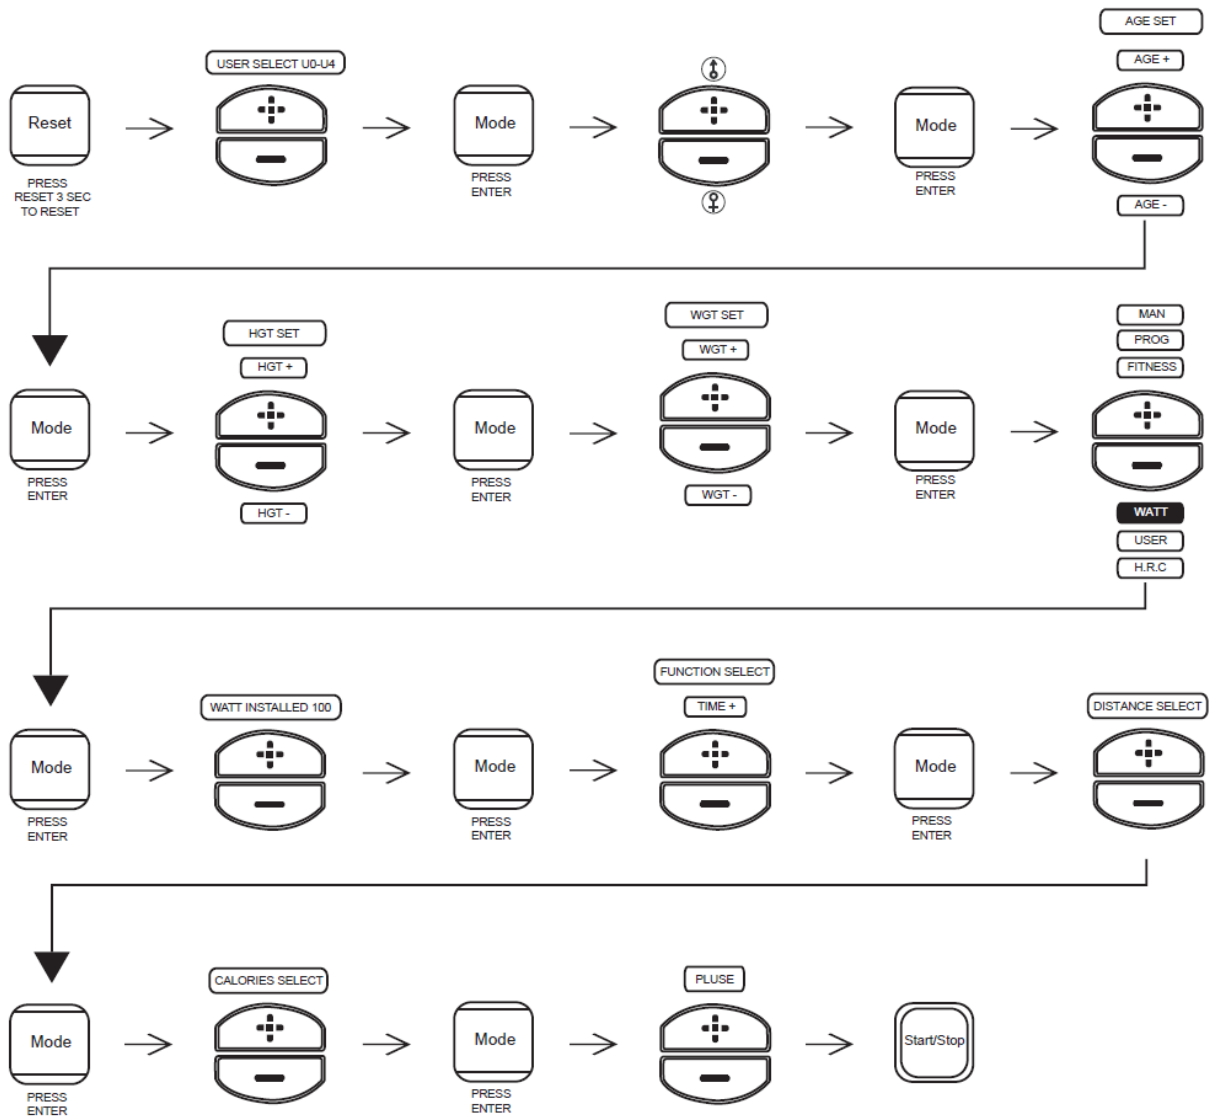 AGE SET
USER SELECT U0-U4
AGE +
Reset
Mode
Mode
PRESS
RESET 3 SEC
TO RESET
PRESS
ENTER
PRESS
ENTER
AGE -
HGT SET
WGT SET
MAN
PROG
HGT +
WGT +
FITNESS
Mode
Mode
Mode
PRESS
ENTER
HGT -
PRESS
ENTER
WGT -
PRESS
ENTER
WATT
USER
H.R.C
FUNCTION SELECT
WATT INSTALLED 100
TIME +
DISTANCE SELECT
Mode
Mode
Mode
PRESS
ENTER
PRESS
ENTER
PRESS
ENTER
CALORIES SELECT
PLUSE
Mode
Mode
Start/Stop
PRESS
ENTER
PRESS
ENTER